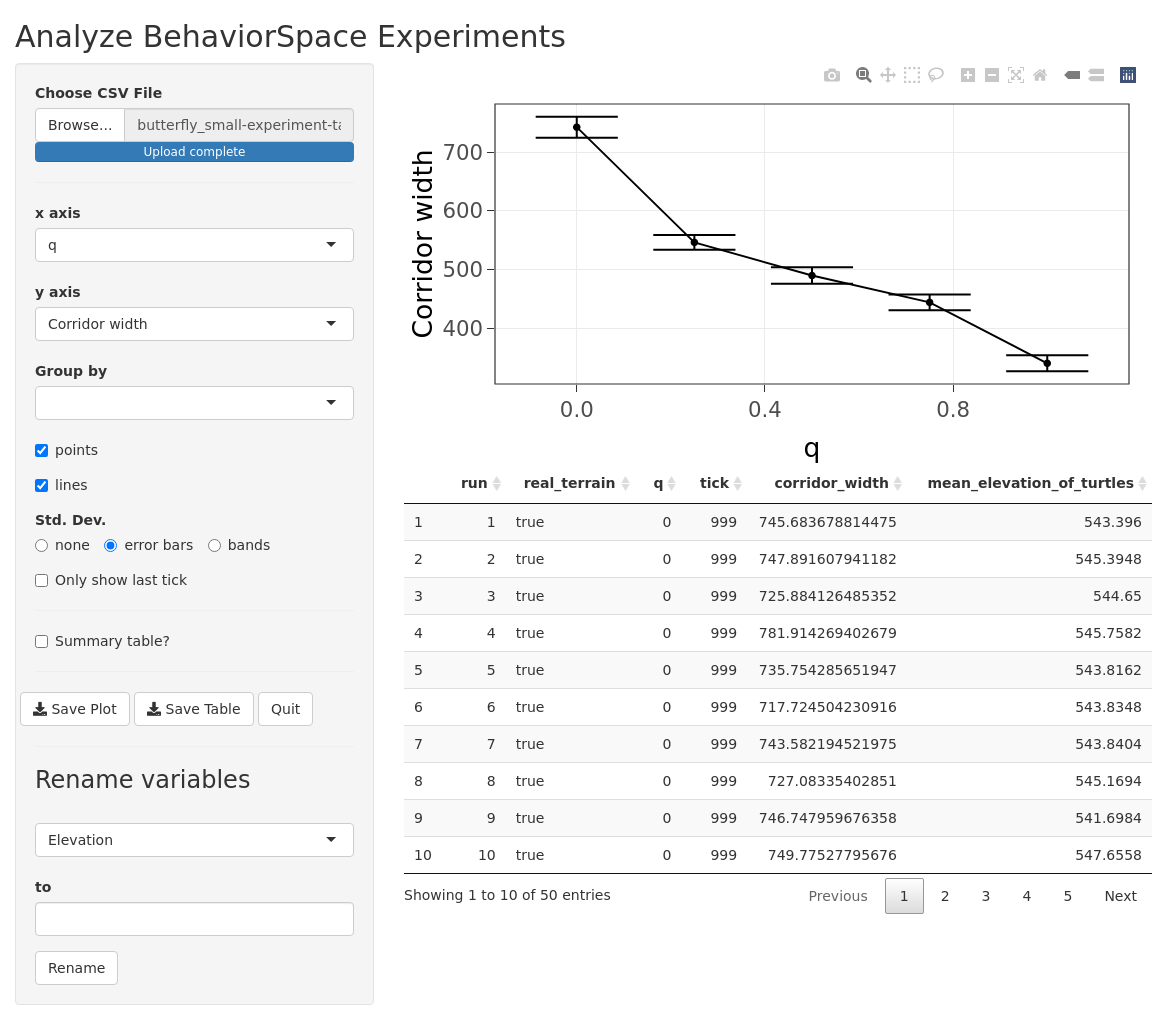 Analyze BehaviorSpace Experiments
Choose CSV File
Browse... butterfly_small-experiment-ta
Upload complete
x axis
q
y axis
Corridor width
Group by
points
lines
Std. Dev.
none error bars bands
Only show last tick
Summary table?
Save Plot Save Table Quit
Rename variables
Elevation
to
Rename
Corridor width
700
600
500
400
0.0 0.4 0.8
q
run real_terrain q tick corridor_width mean_elevation_of_turtles
1 1 true 0 999 745.683678814475 543.396
2 2 true 0 999 747.891607941182 545.3948
3 3 true 0 999 725.884126485352 544.65
4 4 true 0 999 781.914269402679 545.7582
5 5 true 0 999 735.754285651947 543.8162
6 6 true 0 999 717.724504230916 543.8348
7 7 true 0 999 743.582194521975 543.8404
8 8 true 0 999 727.08335402851 545.1694
9 9 true 0 999 746.747959676358 541.6984
10 10 true 0 999 749.77527795676 547.6558
Showing 1 to 10 of 50 entries Previous 1 2 3 4 5 Next